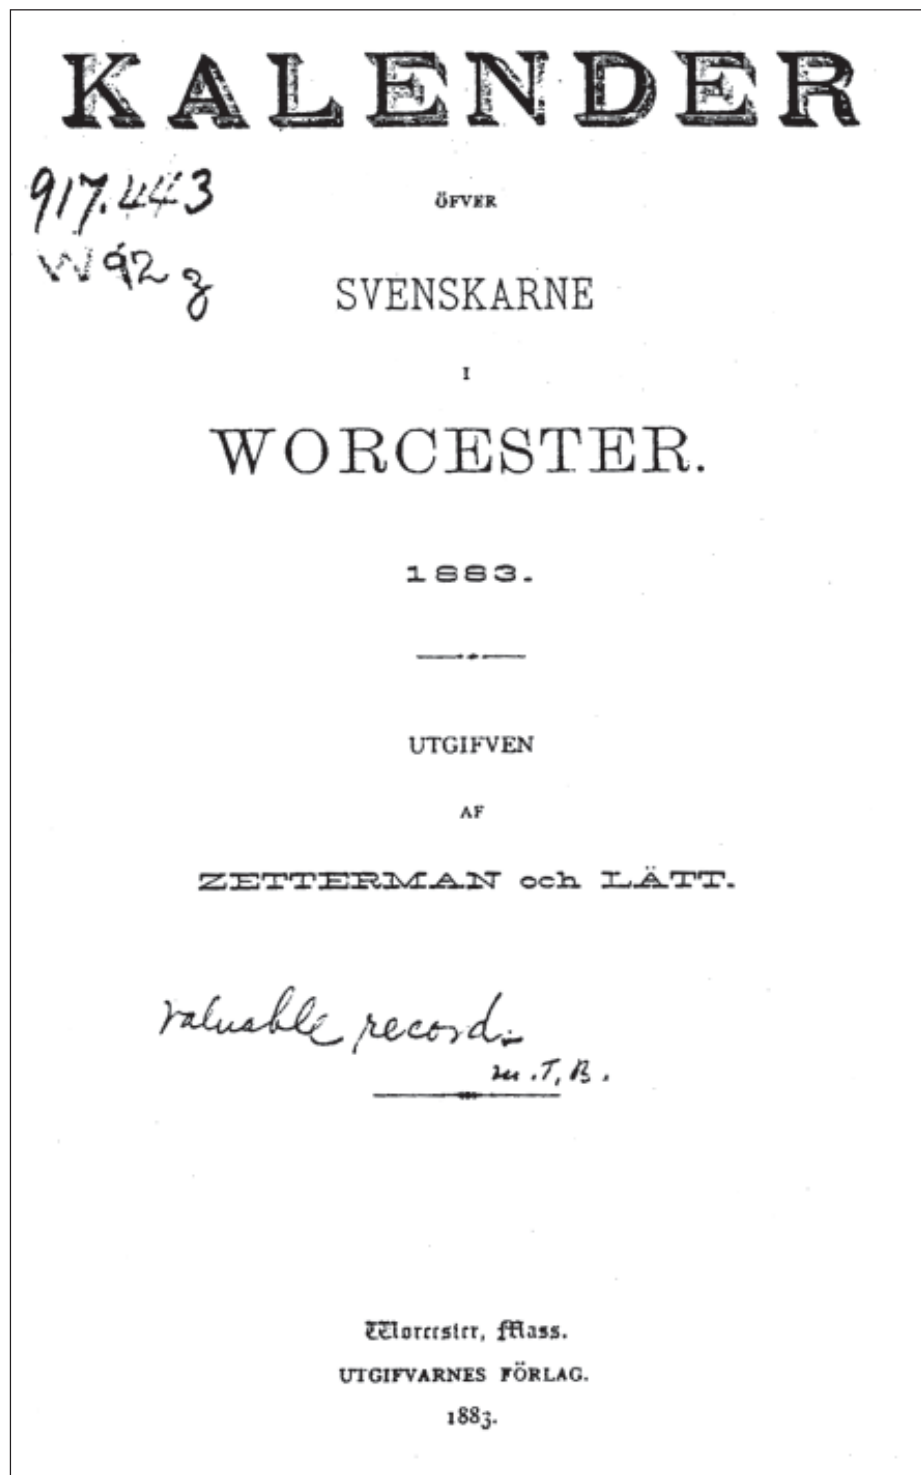 KALENDER
917.443
ÖFVER
W92z
SVENSKARNE
I
WORCESTER.
1883.
UTGIFVEN
AF
ZETTERMAN och LÄTT.
valuable record.
m.T.B.
Worcester, Mass.
UTGIFVARNES FÖRLAG.
1883.